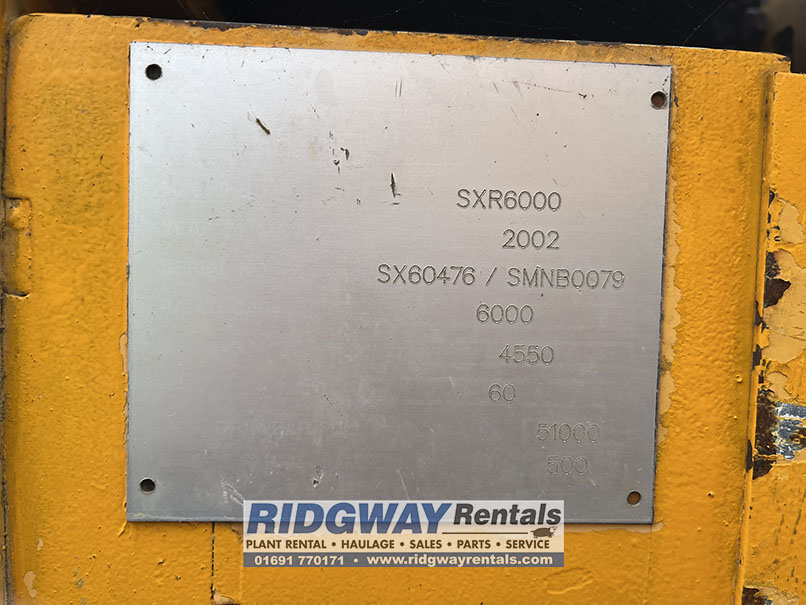 SXR6000
2002
SX60476 / SMNB0079
6000
4550
60
51000
500
RIDGWAY Rentals
PLANT RENTAL • HAULAGE • SALES • PARTS • SERVICE
01691 770171 • www.ridgwayrentals.com